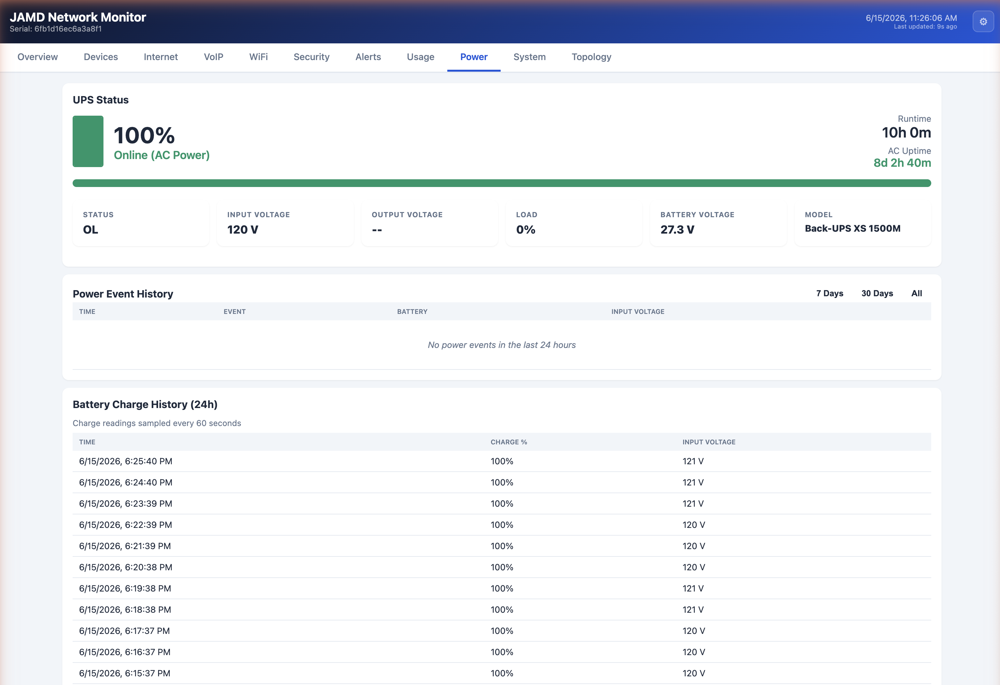 JAMD Network Monitor
Serial: 6fb1d16ec6a3a8f1
6/15/2026, 11:26:06 AM
Last updated: 9s ago
Overview Devices Internet VoIP WiFi Security Alerts Usage Power System Topology
UPS Status
100%
Online (AC Power)
Runtime
10h 0m
AC Uptime
8d 2h 40m
STATUS
OL
INPUT VOLTAGE
120 V
OUTPUT VOLTAGE
--
LOAD
0%
BATTERY VOLTAGE
27.3 V
MODEL
Back-UPS XS 1500M
Power Event History
7 Days 30 Days All
TIME EVENT BATTERY INPUT VOLTAGE
No power events in the last 24 hours
Battery Charge History (24h)
Charge readings sampled every 60 seconds
TIME CHARGE % INPUT VOLTAGE
6/15/2026, 6:25:40 PM 100% 121 V
6/15/2026, 6:24:40 PM 100% 121 V
6/15/2026, 6:23:39 PM 100% 121 V
6/15/2026, 6:22:39 PM 100% 120 V
6/15/2026, 6:21:39 PM 100% 120 V
6/15/2026, 6:20:38 PM 100% 120 V
6/15/2026, 6:19:38 PM 100% 121 V
6/15/2026, 6:18:38 PM 100% 121 V
6/15/2026, 6:17:37 PM 100% 120 V
6/15/2026, 6:16:37 PM 100% 120 V
6/15/2026, 6:15:37 PM 100% 120 V